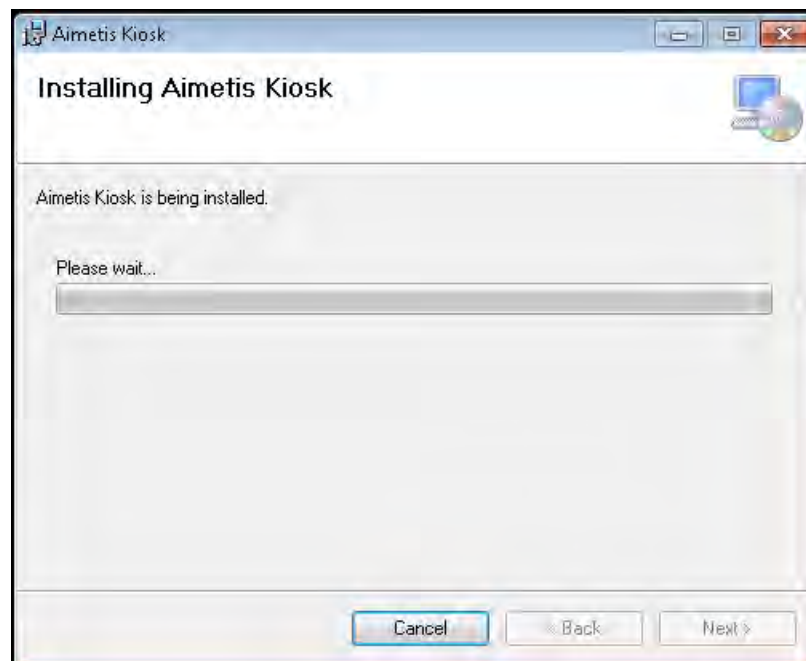 Aimetis Kiosk
Installing Aimetis Kiosk
Aimetis Kiosk is being installed.
Please wait...
Cancel
< Back
Next >